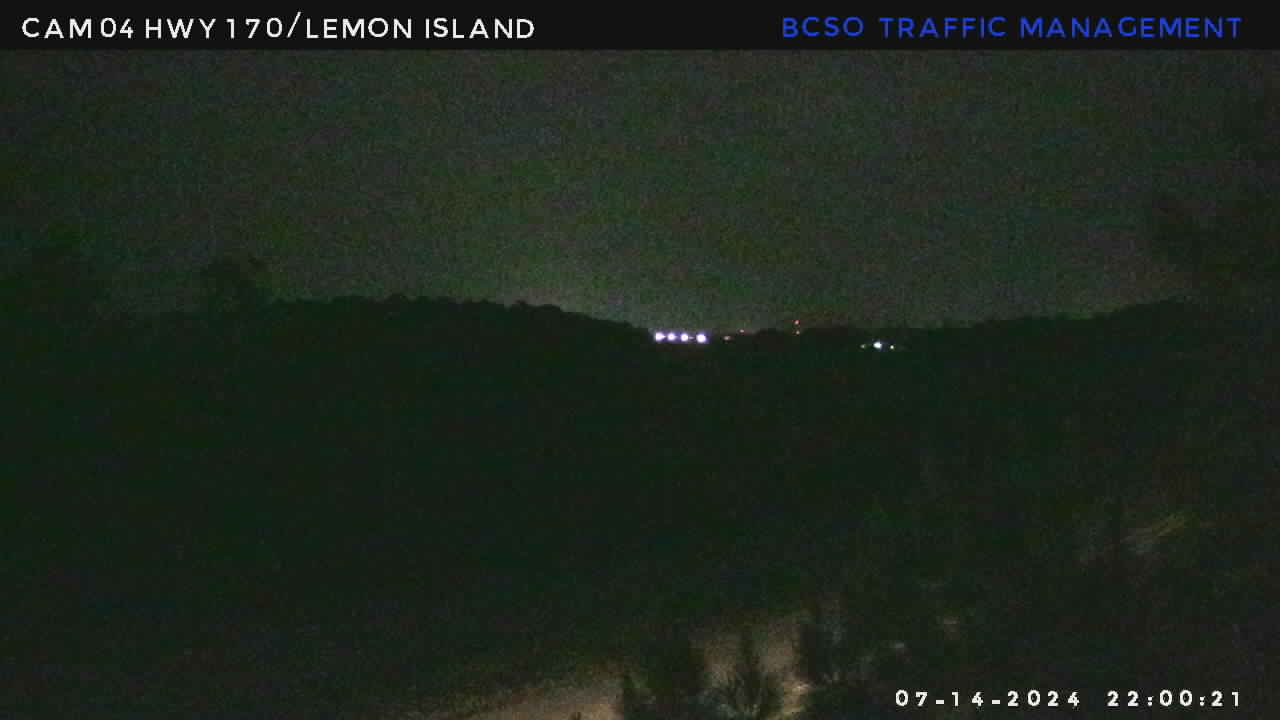 CAM04 HWY 170/LEMON ISLAND
BCSO TRAFFIC MANAGEMENT
07-14-2024 22:00:21